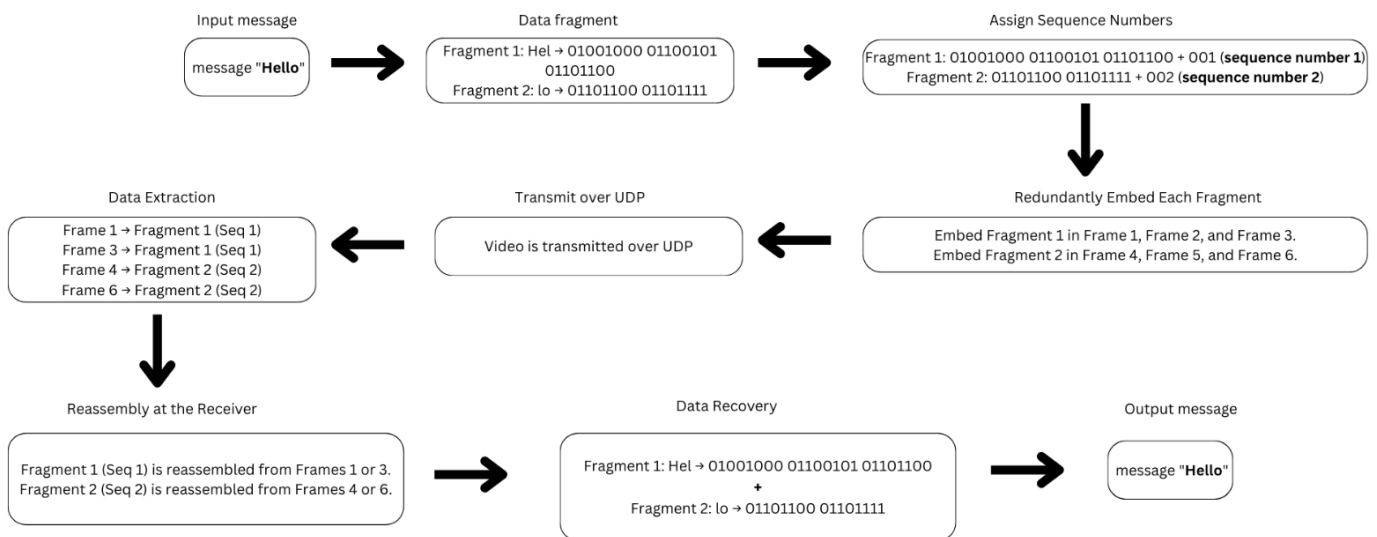 Input message
message "Hello"
Data fragment
Fragment 1: Hel → 01001000 01100101
01101100
Fragment 2: lo → 01101100 01101111
Assign Sequence Numbers
Fragment 1: 01001000 01100101 01101100 + 001 (sequence number 1)
Fragment 2: 01101100 01101111 + 002 (sequence number 2)
Redundantly Embed Each Fragment
Embed Fragment 1 in Frame 1, Frame 2, and Frame 3.
Embed Fragment 2 in Frame 4, Frame 5, and Frame 6.
Transmit over UDP
Video is transmitted over UDP
Data Extraction
Frame 1 → Fragment 1 (Seq 1)
Frame 3 → Fragment 1 (Seq 1)
Frame 4 → Fragment 2 (Seq 2)
Frame 6 → Fragment 2 (Seq 2)
Reassembly at the Receiver
Fragment 1 (Seq 1) is reassembled from Frames 1 or 3.
Fragment 2 (Seq 2) is reassembled from Frames 4 or 6.
Data Recovery
Fragment 1: Hel → 01001000 01100101 01101100
+
Fragment 2: lo → 01101100 01101111
Output message
message "Hello"